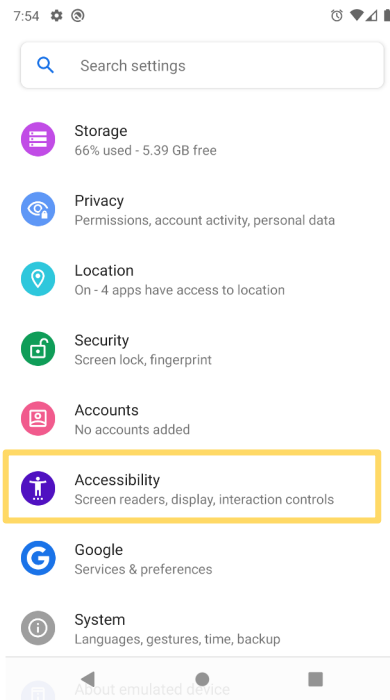 7:54
Search settings
Storage
66% used - 5.39 GB free
Privacy
Permissions, account activity, personal data
Location
On - 4 apps have access to location
Security
Screen lock, fingerprint
Accounts
No accounts added
Accessibility
Screen readers, display, interaction controls
Google
Services & preferences
System
Languages, gestures, time, backup
About emulated device